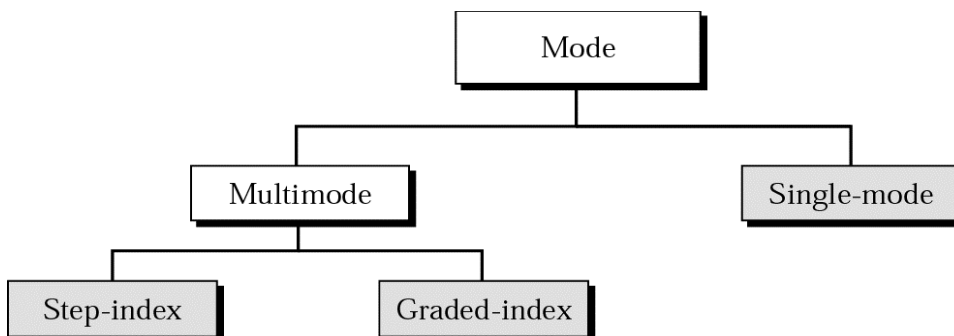 Mode
Multimode
Single-mode
Step-index
Graded-index